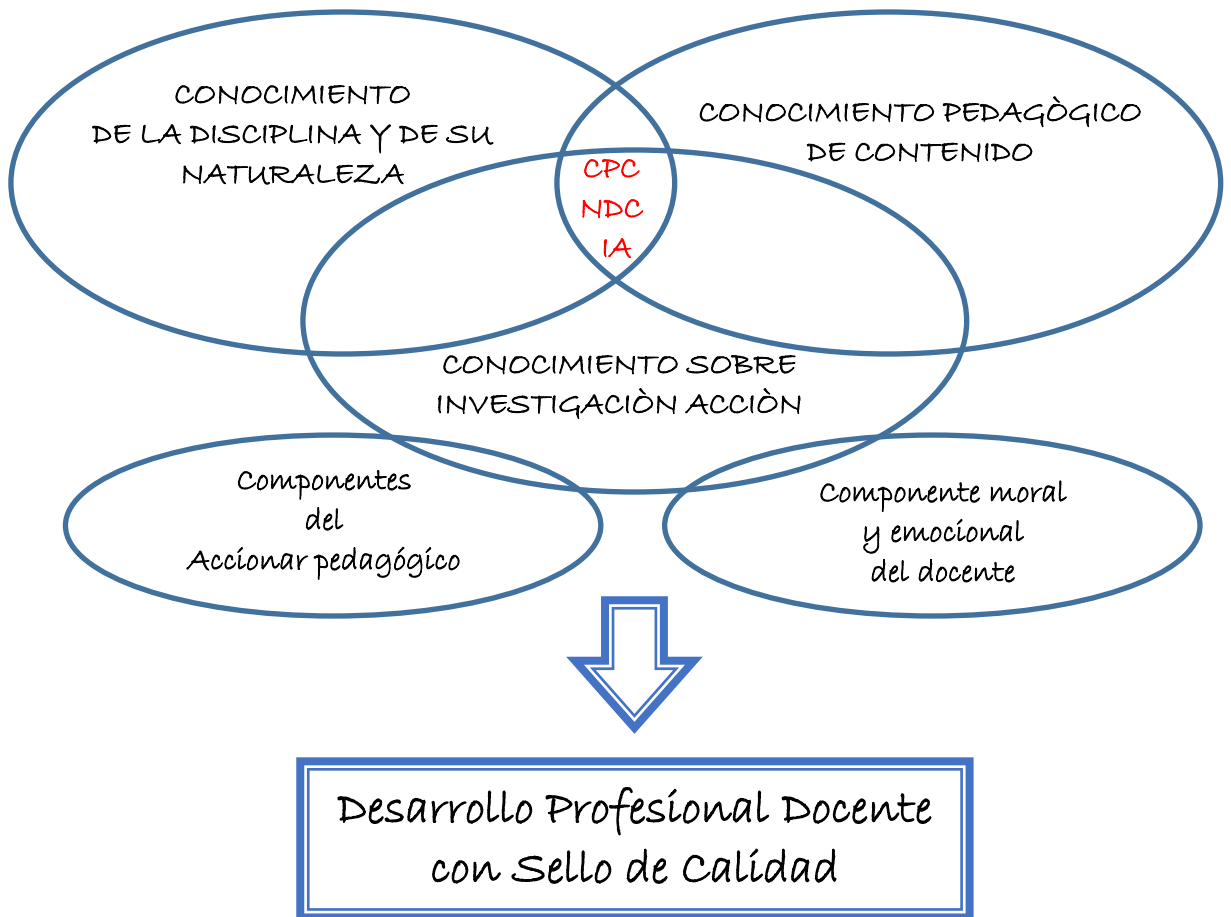 CONOCIMIENTO
DE LA DISCIPLINA Y DE SU
NATURALEZA
CONOCIMIENTO PEDAGÒGICO
DE CONTENIDO
CPC
NDC
IA
CONOCIMIENTO SOBRE
INVESTIGACIÒN ACCIÒN
Componentes
del
Accionar pedagógico
Componente moral
y emocional
del docente
Desarrollo Profesional Docente
con Sello de Calidad